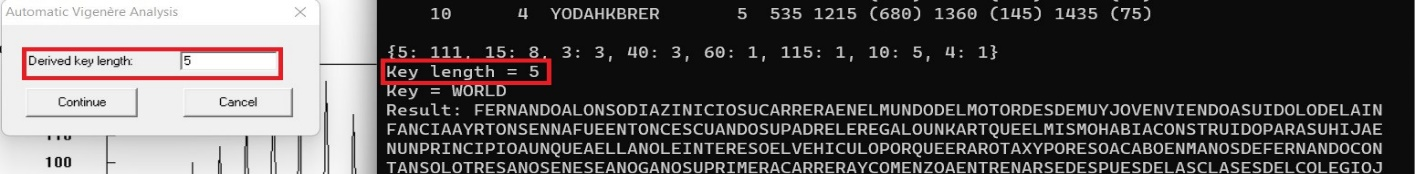 Automatic Vigenère Analysis
Derived key length: 5
Continue Cancel
110
100
10 4 YODAHKBRER 5 535 1215 (680) 1360 (145) 1435 (75)
{5: 111, 15: 8, 3: 3, 40: 3, 60: 1, 115: 1, 10: 5, 4: 1}
Key length = 5
Key = WORLD
Result: FERNANDOALONSODIAZINICIOSUCARRERAENELMUNDODELMOTORDESDEMUYJOVENVIENDOASUIDOLODELAIN
FANCIAAYRTONSENNAFUEENTONCESCUANDOSUPADRELEREGALOUNKARTQUEELMISMOHABIACONSTRUIDOPARASUHIJAE
NUNPRINCIPIOAUNQUEAELLANOLEINTERESOELVEHICULOPORQUEERAROTAXYPORESOACABOENMANOSDEFERNANDOCON
TANSOLOTRESANOSENESEANOGANOSUPRIMERACARRERAYCOMENZOAENTRENARSEDESPUESDELASCLASESDELCOLEGIOJ